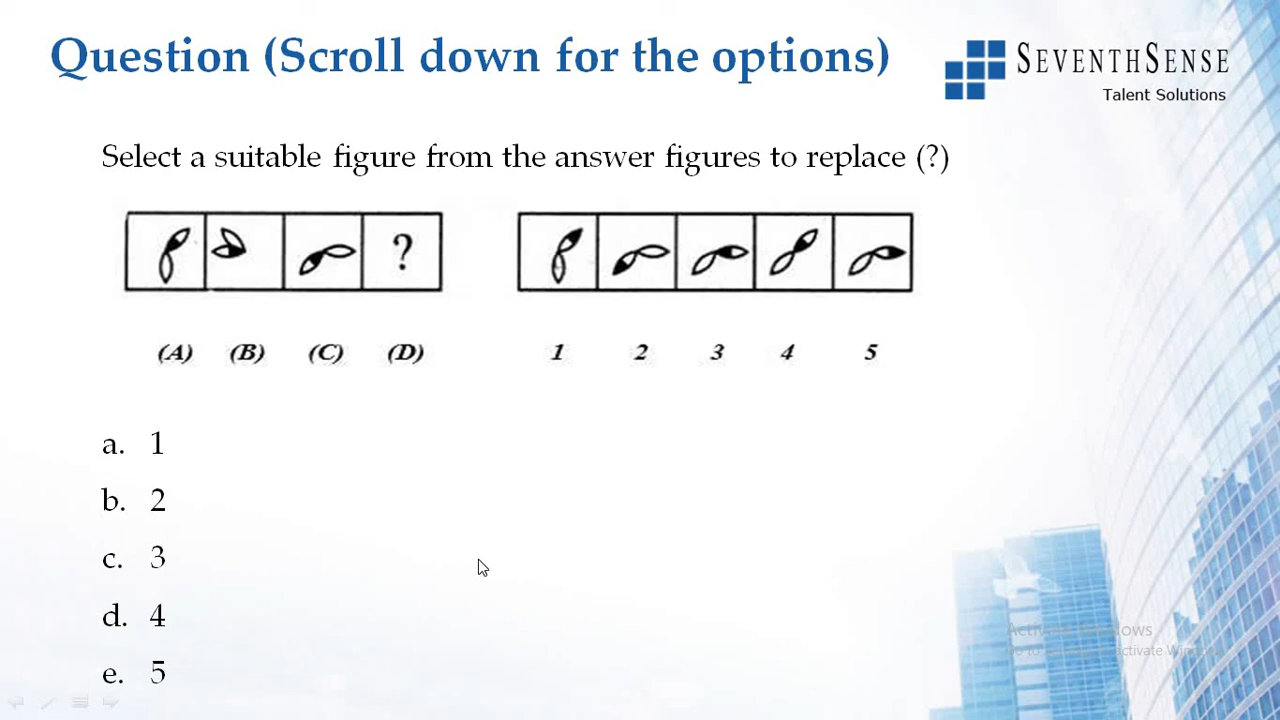 Question (Scroll down for the options)
SEVENTHSENSE
Talent Solutions
Select a suitable figure from the answer figures to replace (?)
?
(A) (B) (C) (D) 1 2 3 4 5
a. 1
b. 2
c. 3
d. 4
e. 5